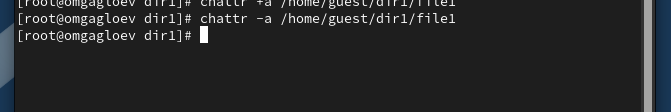 [root@omgagloev dir1]# chattr +a /home/guest/dir1/file1
[root@omgagloev dir1]# chattr -a /home/guest/dir1/file1
[root@omgagloev dir1]#